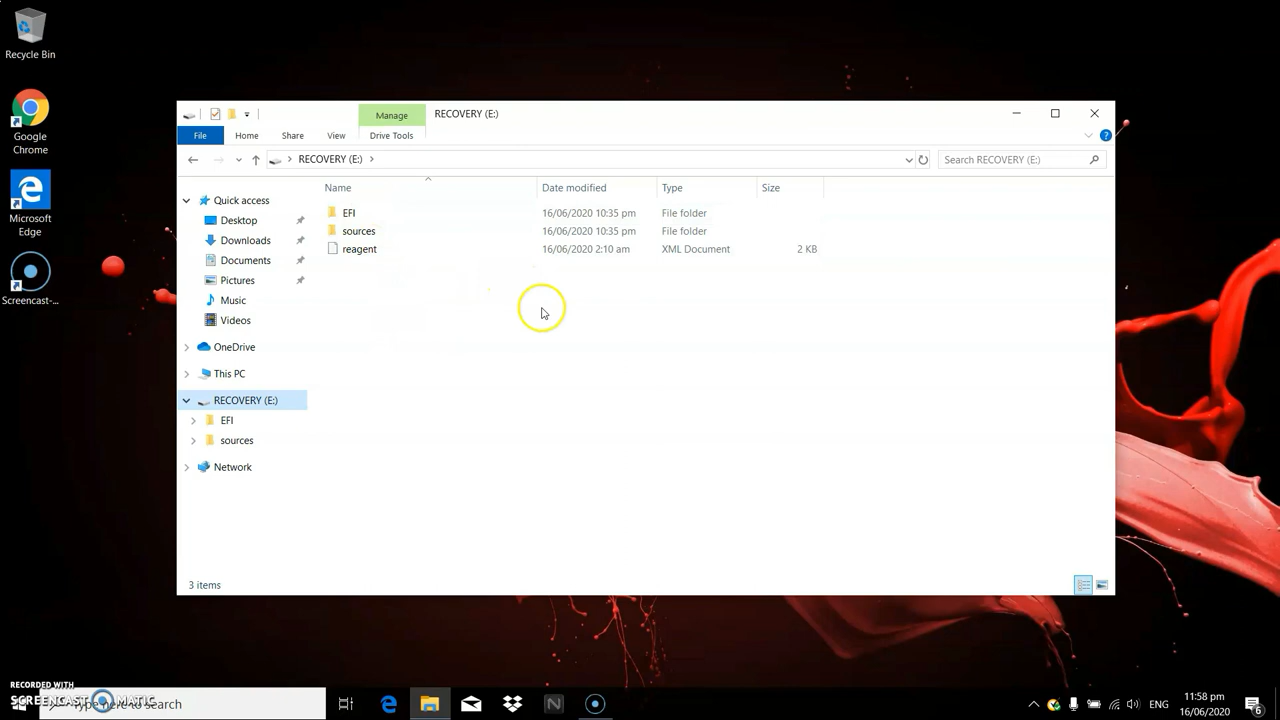 Recycle Bin
Google
Chrome
Microsoft
Edge
Screencast-...
Manage
RECOVERY (E:)
File
Home
Share
View
Drive Tools
RECOVERY (E:)
Search RECOVERY (E:)
Name
Date modified
Type
Size
EFI
16/06/2020 10:35 pm
File folder
sources
16/06/2020 10:35 pm
File folder
reagent
16/06/2020 2:10 am
XML Document
2 KB
Quick access
Desktop
Downloads
Documents
Pictures
Music
Videos
OneDrive
This PC
RECOVERY (E:)
EFI
sources
Network
3 items
RECORDED WITH
SCREENCAST MATIC
Type here to search
N
ENG
11:58 pm
16/06/2020
6